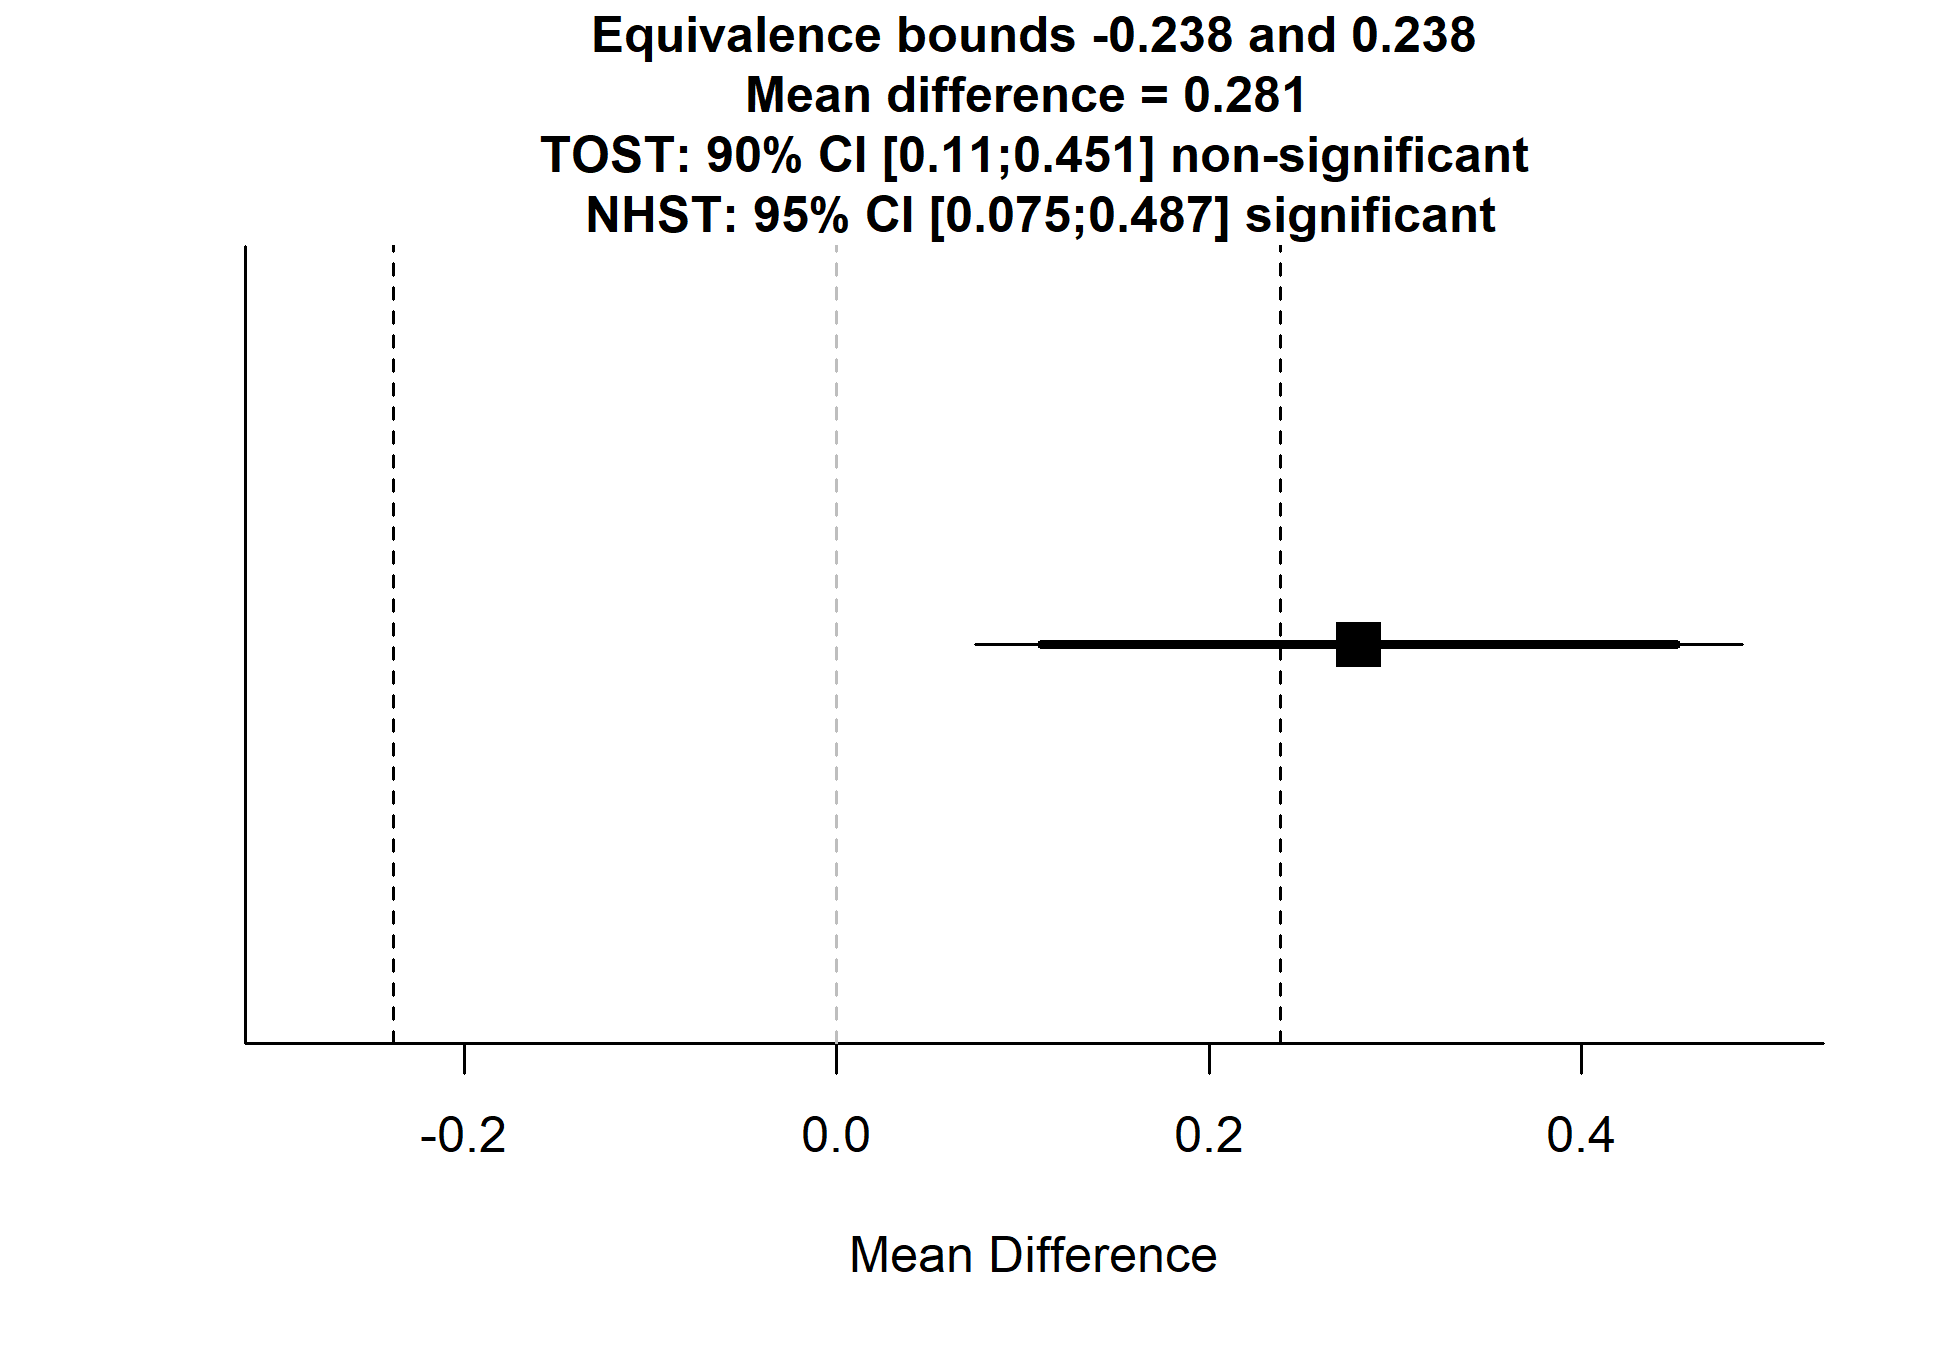 Equivalence bounds -0.238 and 0.238
Mean difference = 0.281
TOST: 90% CI [0.11;0.451] non-significant
NHST: 95% CI [0.075;0.487] significant
-0.2 0.0 0.2 0.4
Mean Difference